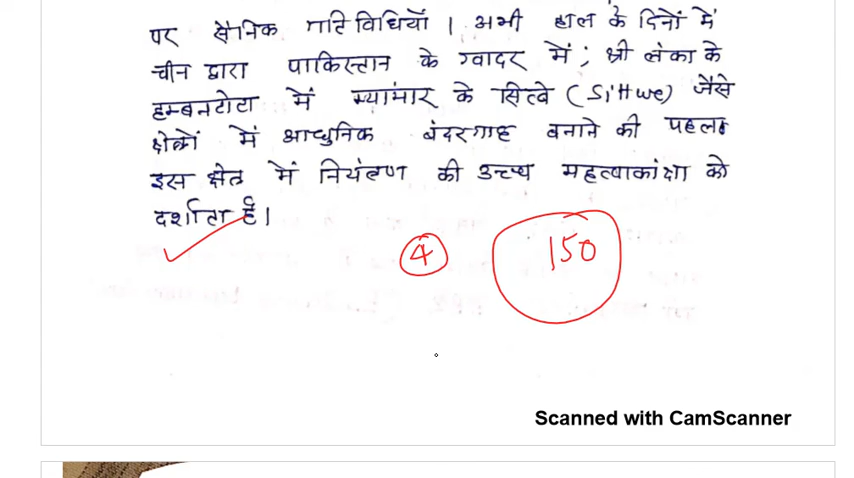 पर सैनिक गतिविधियाँ। अभी हाल के दिनों में
चीन द्वारा पाकिस्तान के ग्वादर में; श्री लंका के
हम्बनटोटा में म्यांमार के सित्वे (SiHwe) जैसे
क्षेत्रों में आधुनिक बंदरगाह बनाने की पहल
इस क्षेत्र में नियंत्रण की उच्च महत्वाकांक्षा को
दर्शाता है।
4
150
Scanned with CamScanner